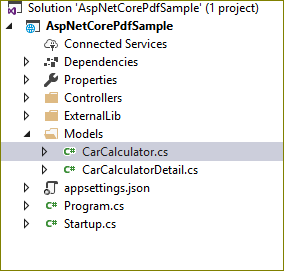 Solution 'AspNetCorePdfSample' (1 project)
AspNetCorePdfSample
Connected Services
Dependencies
Properties
Controllers
ExternalLib
Models
C# CarCalculator.cs
C# CarCalculatorDetail.cs
appsettings.json
C# Program.cs
C# Startup.cs